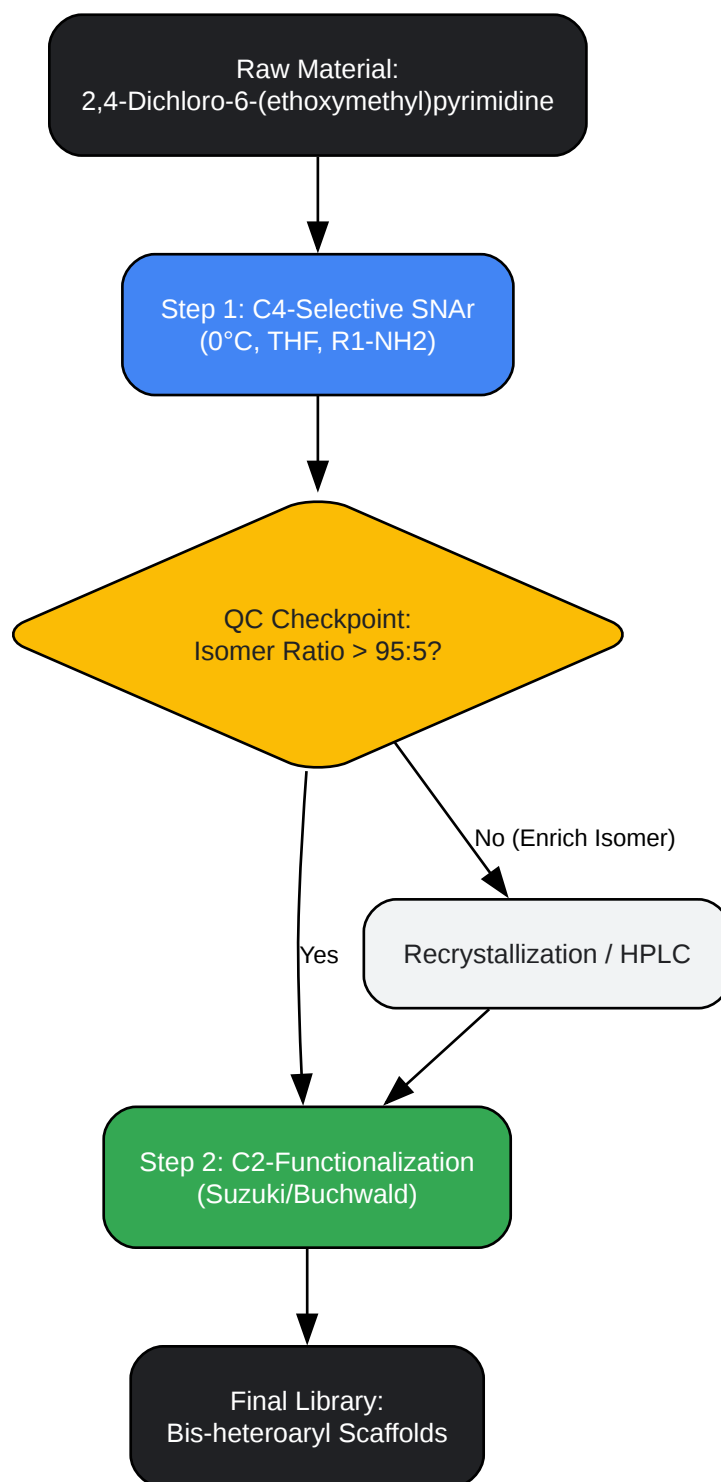 Raw Material:
2,4-Dichloro-6-(ethoxymethyl)pyrimidine
Step 1: C4-Selective SNAr
(0°C, THF, R1-NH2)
QC Checkpoint:
Isomer Ratio > 95:5?
No (Enrich Isomer)
Yes
Recrystallization / HPLC
Step 2: C2-Functionalization
(Suzuki/Buchwald)
Final Library:
Bis-heteroaryl Scaffolds